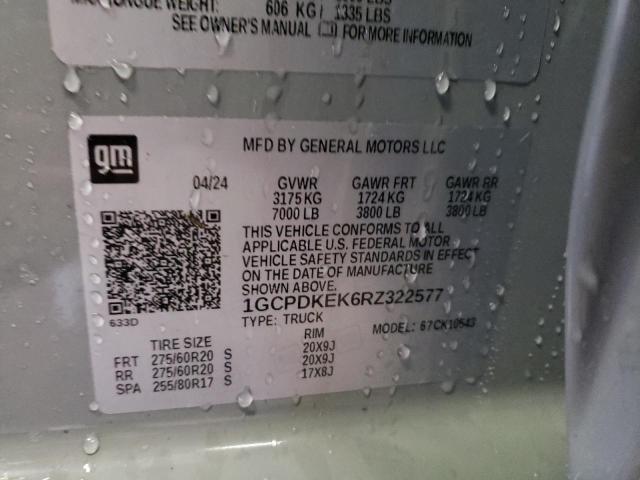 TONGUE WEIGHT: 606 KG/ 1335 LBS
SEE OWNER'S MANUAL FOR MORE INFORMATION
gm
MFD BY GENERAL MOTORS LLC
04/24 GVWR GAWR FRT GAWR RR
3175 KG 1724 KG 1724 KG
7000 LB 3800 LB 3800 LB
THIS VEHICLE CONFORMS TO ALL
APPLICABLE U.S. FEDERAL MOTOR
VEHICLE SAFETY STANDARDS IN EFFECT
ON THE DATE OF MANUFACTURE
SHOWN ABOVE.
1GCPDKEK6RZ322577
633D
TYPE: TRUCK MODEL: 67CK10543
TIRE SIZE RIM
FRT 275/60R20 S 20X9J
RR 275/60R20 S 20X9J
SPA 255/80R17 S 17X8J